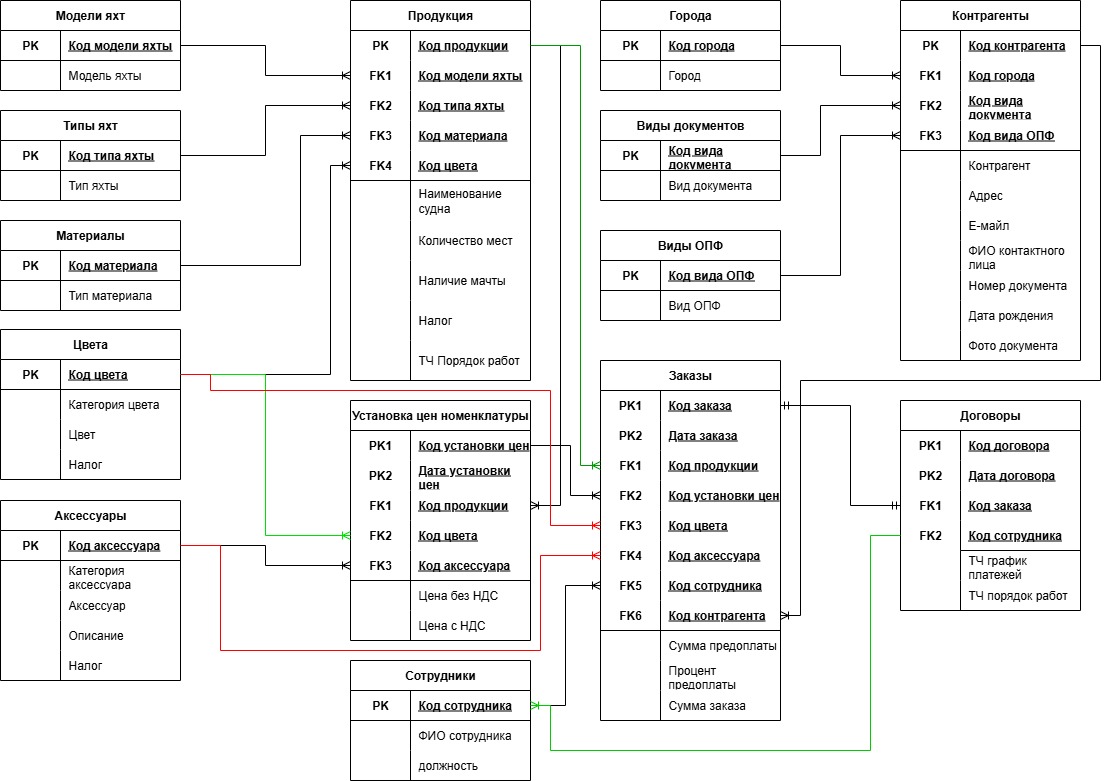 Модели яхт
PK Код модели яхты
Модель яхты
Типы яхт
PK Код типа яхты
Тип яхты
Материалы
PK Код материала
Тип материала
Цвета
PK Код цвета
Категория цвета
Цвет
Налог
Аксессуары
PK Код аксессуара
Категория
аксессуара
Аксессуар
Описание
Налог
Продукция
PK Код продукции
FK1 Код модели яхты
FK2 Код типа яхты
FK3 Код материала
FK4 Код цвета
Наименование
судна
Количество мест
Наличие мачты
Налог
ТЧ Порядок работ
Установка цен номенклатуры
PK1 Код установки цен
PK2 Дата установки
цен
FK1 Код продукции
FK2 Код цвета
FK3 Код аксессуара
Цена без НДС
Цена с НДС
Сотрудники
PK Код сотрудника
ФИО сотрудника
должность
Города
PK Код города
Город
Виды документов
PK Код вида
документа
Вид документа
Виды ОПФ
PK Код вида ОПФ
Вид ОПФ
Заказы
PK1 Код заказа
PK2 Дата заказа
FK1 Код продукции
FK2 Код установки цен
FK3 Код цвета
FK4 Код аксессуара
FK5 Код сотрудника
FK6 Код контрагента
Сумма предоплаты
Процент
предоплаты
Сумма заказа
Контрагенты
PK Код контрагента
FK1 Код города
FK2 Код вида
документа
FK3 Код вида ОПФ
Контрагент
Адрес
Е-майл
ФИО контактного
лица
Номер документа
Дата рождения
Фото документа
Договоры
PK1 Код договора
PK2 Дата договора
FK1 Код заказа
FK2 Код сотрудника
ТЧ график
платежей
ТЧ порядок работ